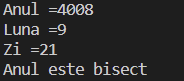 Anul =4008
Luna =9
Zi =21
Anul este bisect